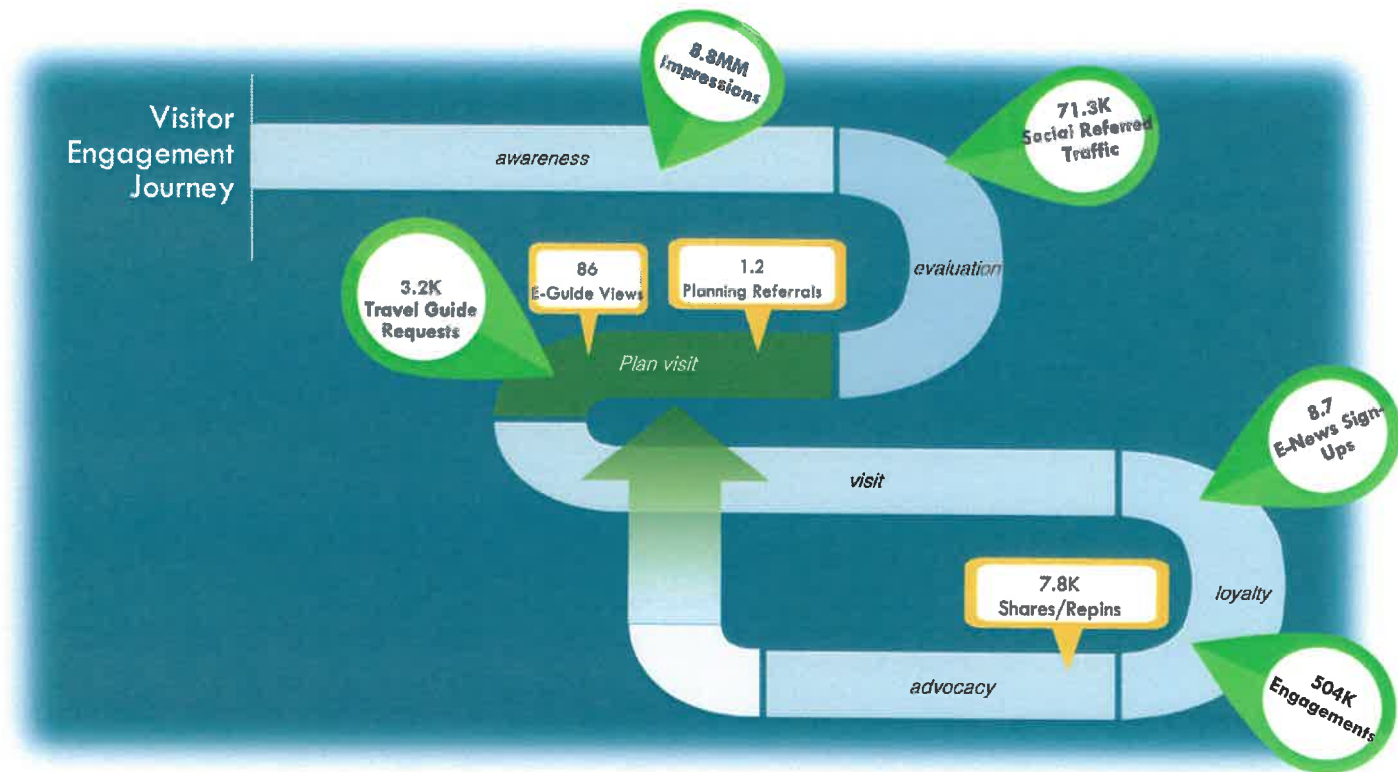 Visitor
Engagement
Journey
8.8MM
Impressions
awareness
71.3K
Social Referred
Traffic
evaluation
3.2K
Travel Guide
Requests
86
E-Guide Views
1.2
Planning Referrals
Plan visit
visit
8.7
E-News Sign-
Ups
loyalty
7.8K
Shares/Repins
advocacy
504K
Engagements